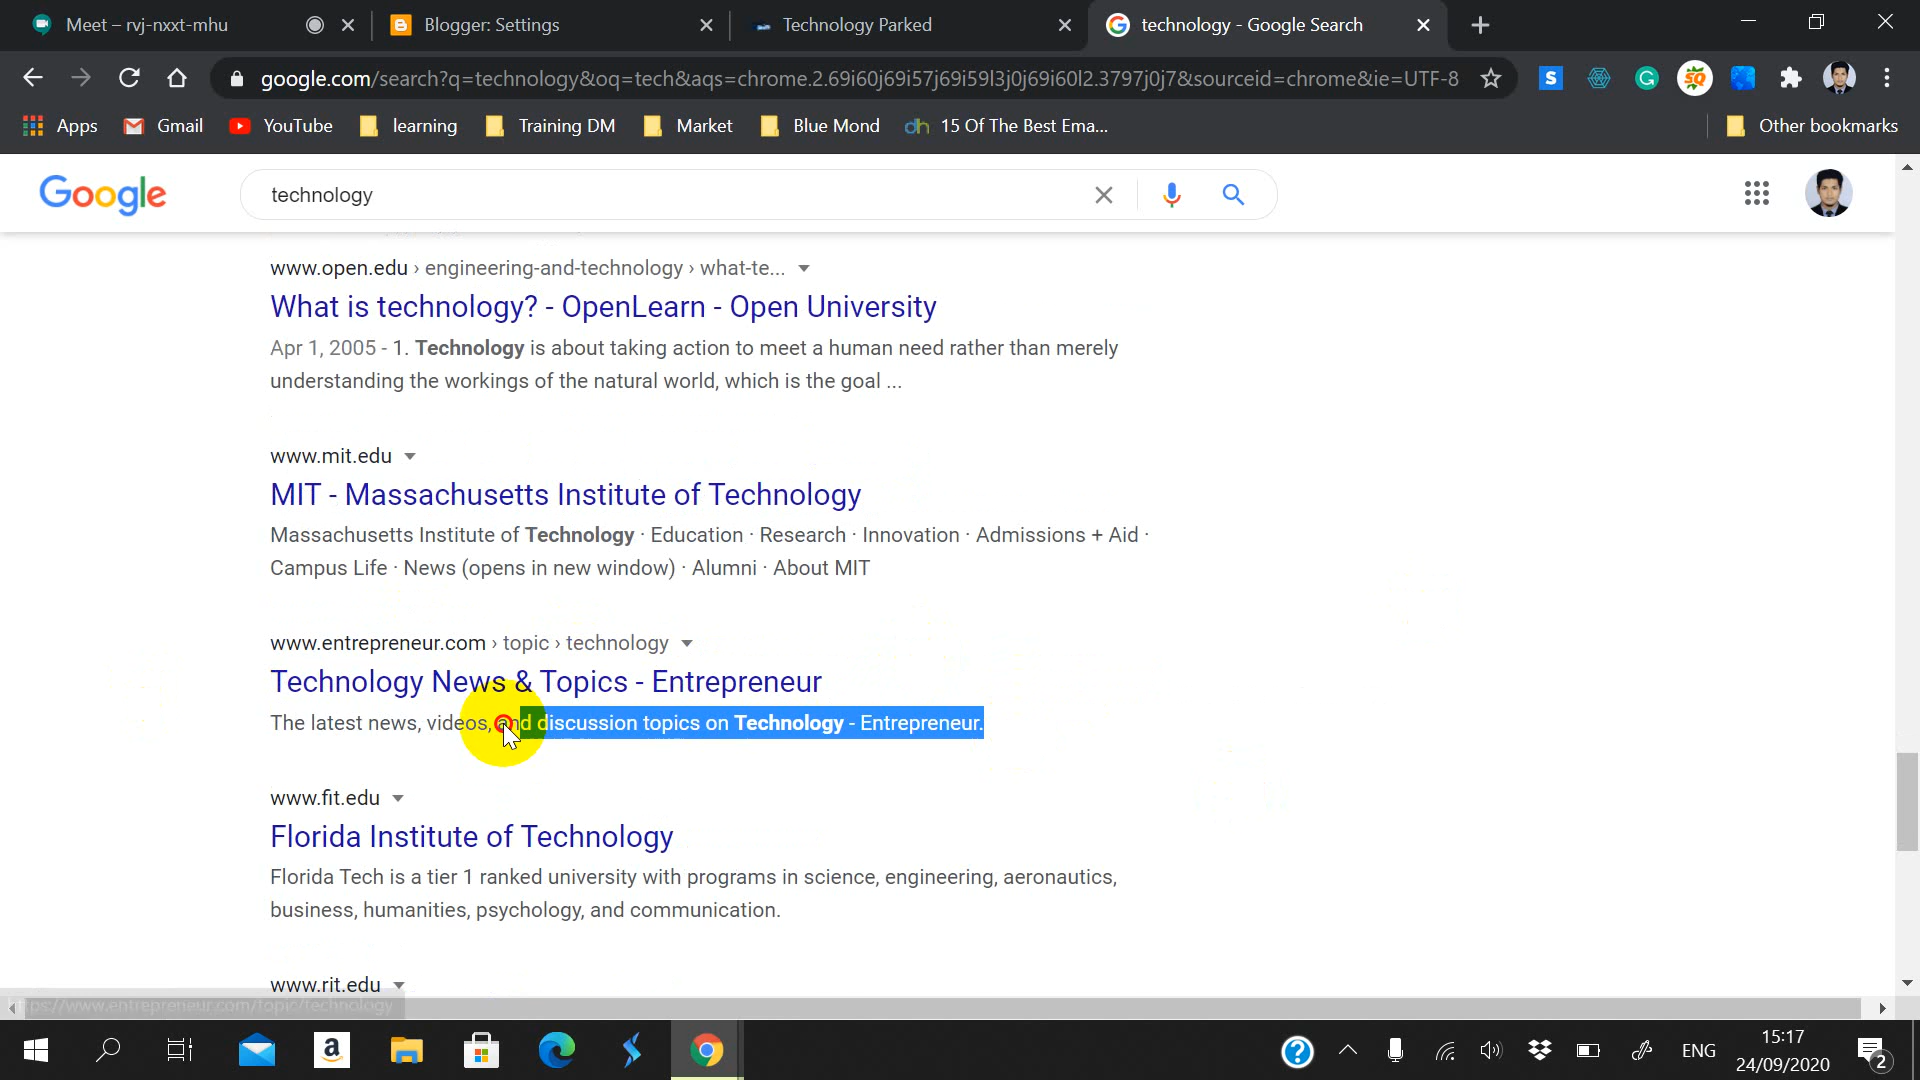 Meet – rvj-nxxt-mhu
Blogger: Settings
Technology Parked
technology - Google Search
google.com/search?q=technology&oq=tech&aqs=chrome.2.69i60j69i57j69i59l3j0j69i60l2.3797j0j7&sourceid=chrome&ie=UTF-8
Apps
Gmail
YouTube
learning
Training DM
Market
Blue Mond
dh
15 Of The Best Ema...
Other bookmarks
Google
technology
www.open.edu › engineering-and-technology › what-te...
What is technology? - OpenLearn - Open University
Apr 1, 2005 - 1. Technology is about taking action to meet a human need rather than merely
understanding the workings of the natural world, which is the goal ...
www.mit.edu
MIT - Massachusetts Institute of Technology
Massachusetts Institute of Technology · Education · Research · Innovation · Admissions + Aid ·
Campus Life · News (opens in new window) · Alumni · About MIT
www.entrepreneur.com › topic › technology
Technology News & Topics - Entrepreneur
The latest news, videos, and discussion topics on Technology - Entrepreneur.
www.fit.edu
Florida Institute of Technology
Florida Tech is a tier 1 ranked university with programs in science, engineering, aeronautics,
business, humanities, psychology, and communication.
www.rit.edu
www.entrepreneur.com/topic/technology
ENG
15:17
24/09/2020
2